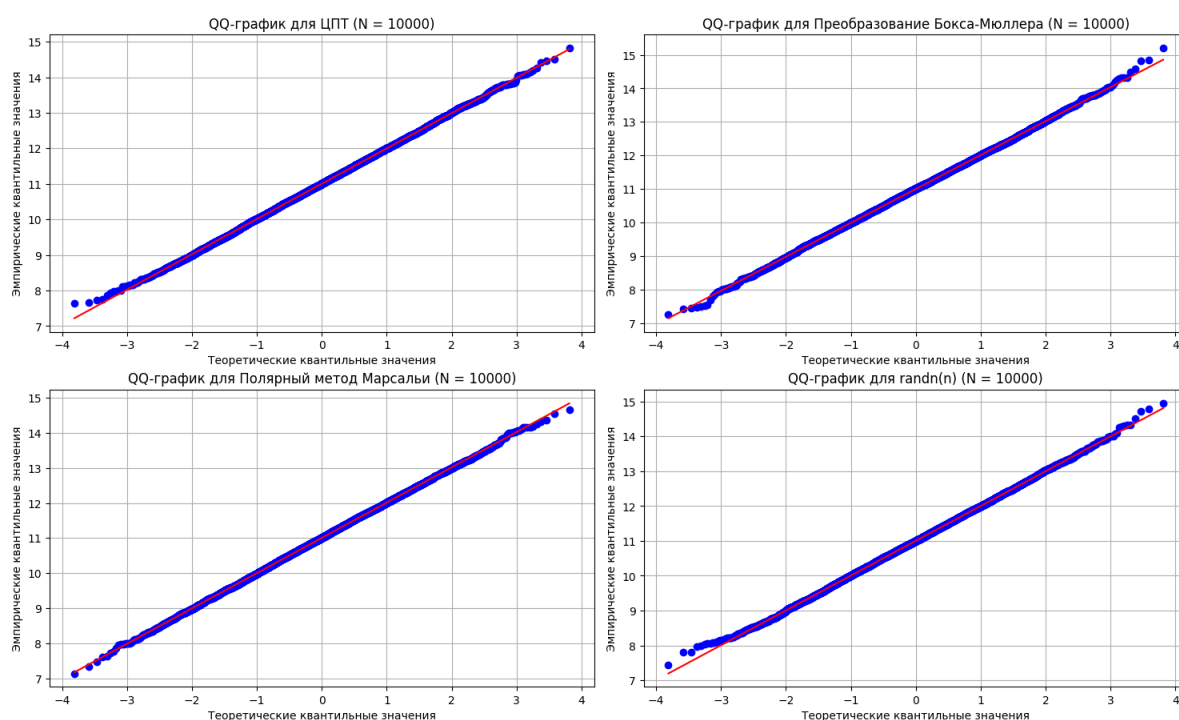 QQ-график для ЦПТ (N = 10000)
Эмпирические квантильные значения
15
14
13
12
11
10
9
8
7
−4 −3 −2 −1 0 1 2 3 4
Теоретические квантильные значения
QQ-график для Преобразование Бокса-Мюллера (N = 10000)
Эмпирические квантильные значения
15
14
13
12
11
10
9
8
7
−4 −3 −2 −1 0 1 2 3 4
Теоретические квантильные значения
QQ-график для Полярный метод Марсальи (N = 10000)
Эмпирические квантильные значения
15
14
13
12
11
10
9
8
7
−4 −3 −2 −1 0 1 2 3 4
Теоретические квантильные значения
QQ-график для randn(n) (N = 10000)
Эмпирические квантильные значения
15
14
13
12
11
10
9
8
7
−4 −3 −2 −1 0 1 2 3 4
Теоретические квантильные значения